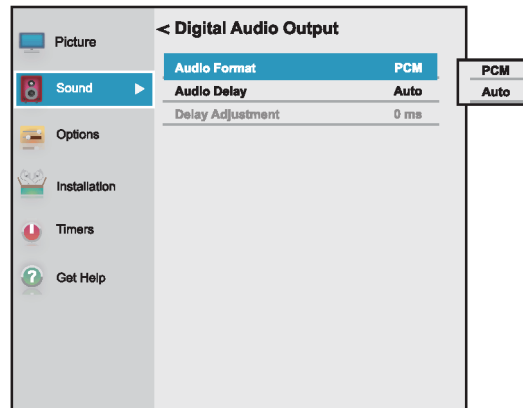 Picture
Sound
Options
Installation
Timers
Get Help
< Digital Audio Output
Audio Format PCM
Audio Delay Auto
Delay Adjustment 0 ms
PCM
Auto